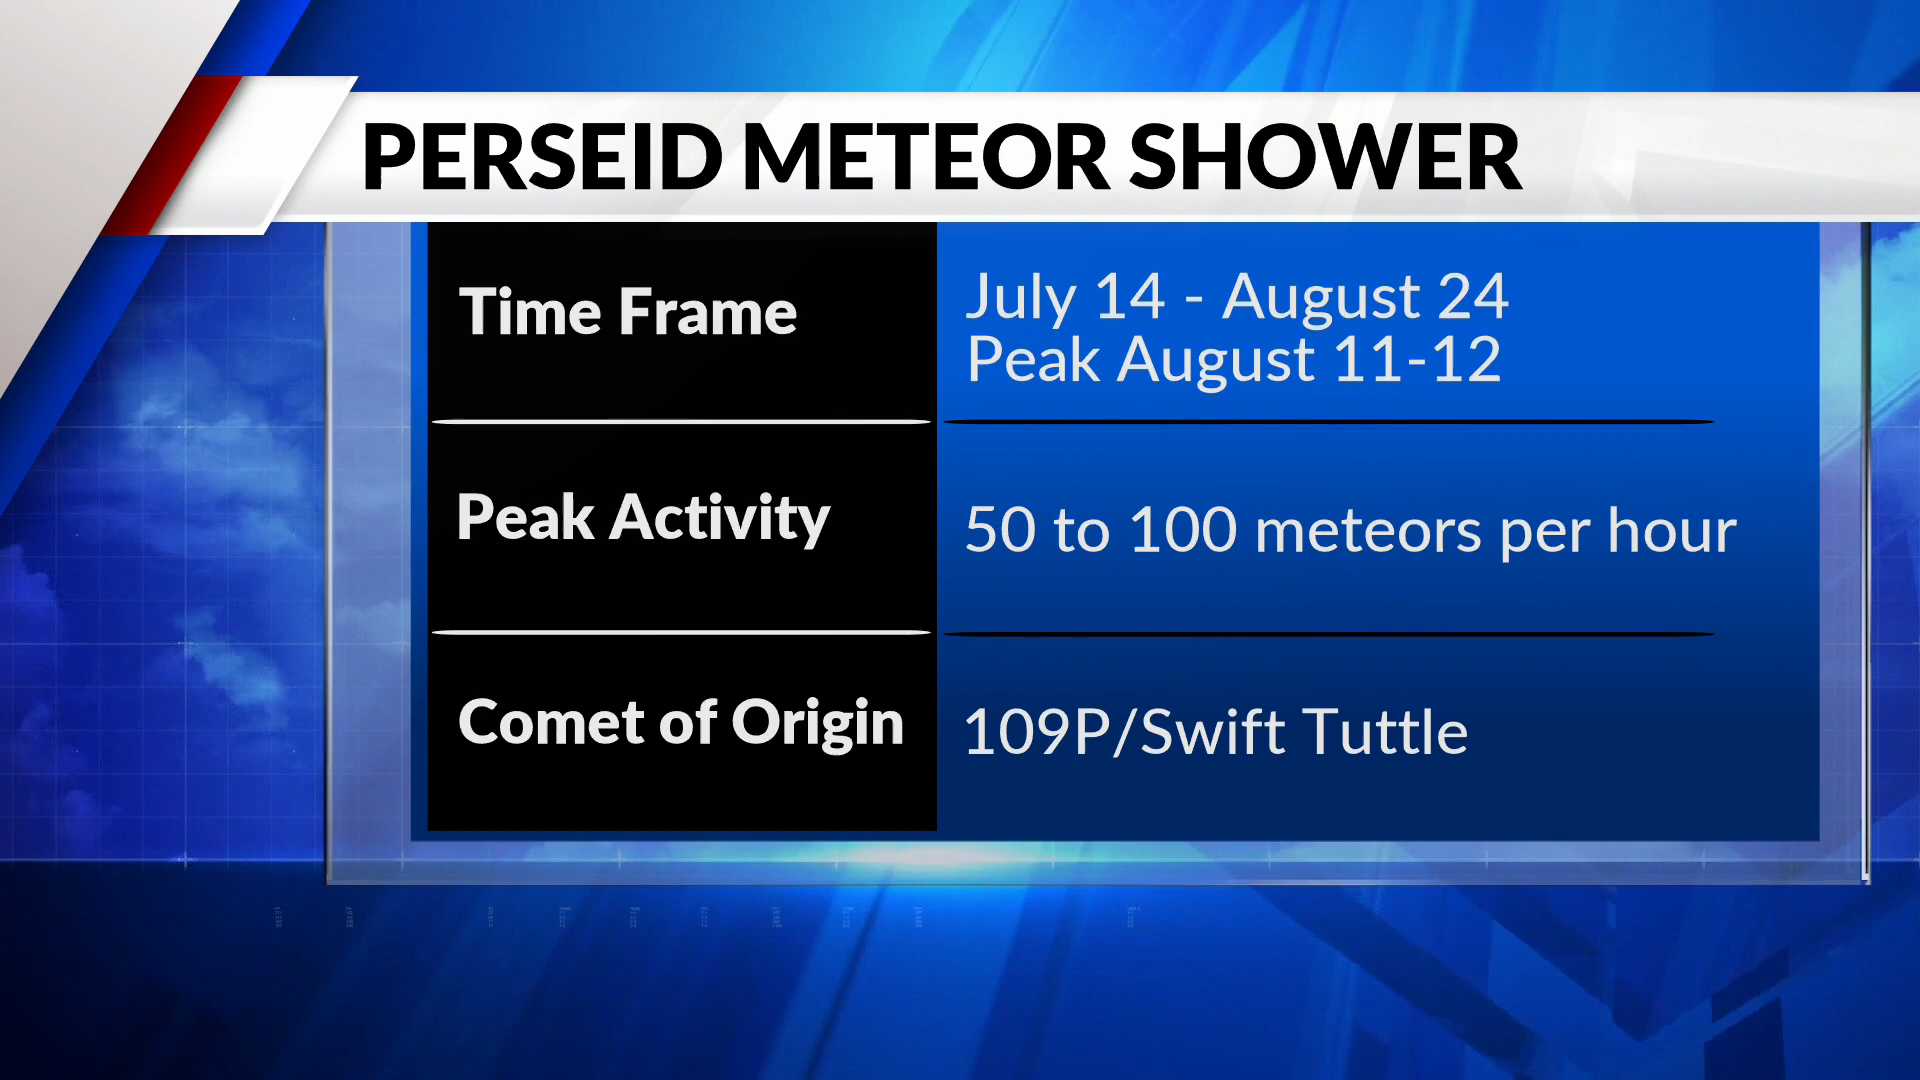 PERSEID METEOR SHOWER
Time Frame
July 14 - August 24
Peak August 11-12
Peak Activity
50 to 100 meteors per hour
Comet of Origin
109P/Swift Tuttle